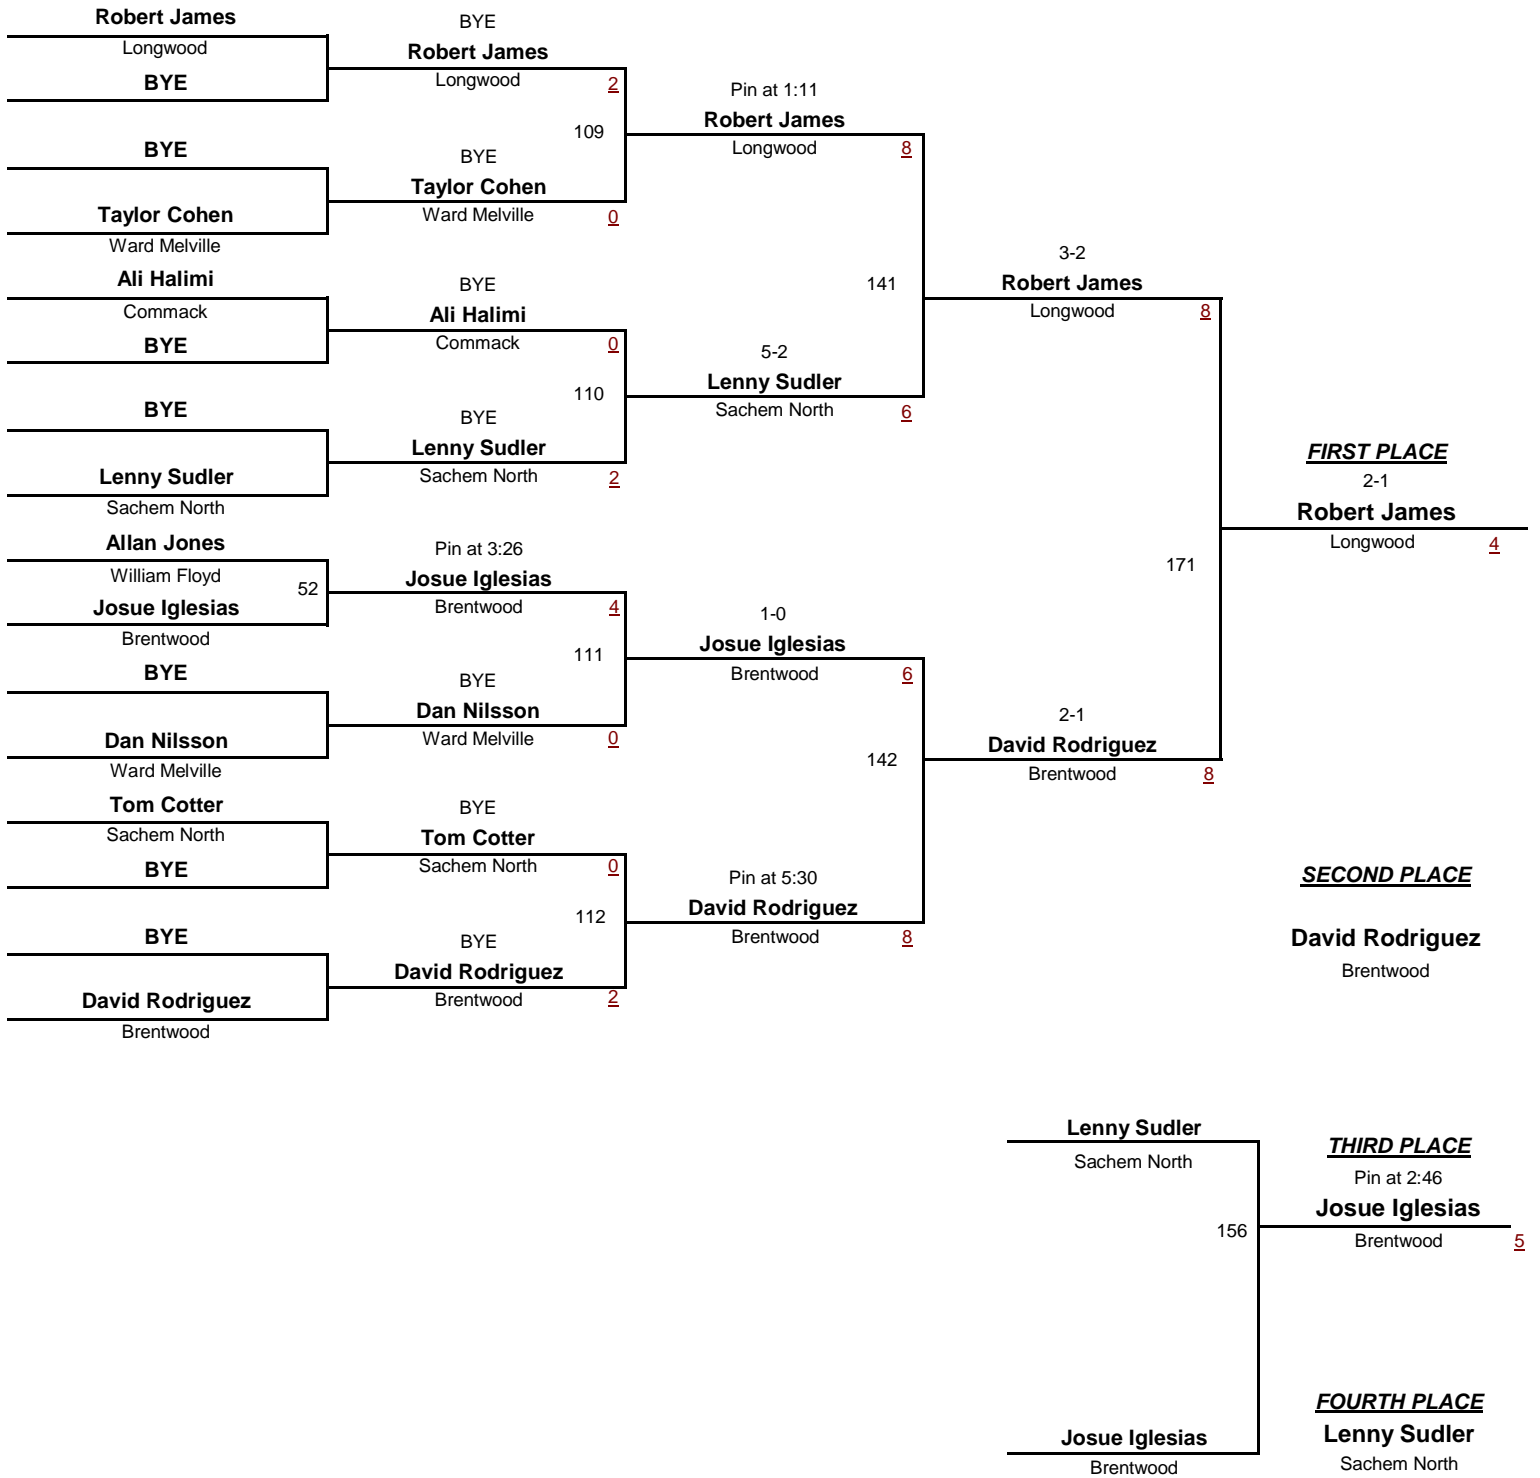 Robert James
Longwood
BYE
BYE
Taylor Cohen
Ward Melville
Ali Halimi
Commack
BYE
BYE
Lenny Sudler
Sachem North
Allan Jones
William Floyd
52
Josue Iglesias
Brentwood
BYE
Dan Nilsson
Ward Melville
Tom Cotter
Sachem North
BYE
BYE
David Rodriguez
Brentwood
BYE
Robert James
Longwood 2
109
BYE
Taylor Cohen
Ward Melville 0
BYE
Ali Halimi
Commack 0
110
BYE
Lenny Sudler
Sachem North 2
Pin at 3:26
Josue Iglesias
Brentwood 4
111
BYE
Dan Nilsson
Ward Melville 0
BYE
Tom Cotter
Sachem North 0
112
BYE
David Rodriguez
Brentwood 2
Pin at 1:11
Robert James
Longwood 8
141
5-2
Lenny Sudler
Sachem North 6
1-0
Josue Iglesias
Brentwood 6
142
Pin at 5:30
David Rodriguez
Brentwood 8
3-2
Robert James
Longwood 8
171
2-1
David Rodriguez
Brentwood 8
FIRST PLACE
2-1
Robert James
Longwood 4
SECOND PLACE
David Rodriguez
Brentwood
Lenny Sudler
Sachem North
156
Josue Iglesias
Brentwood
THIRD PLACE
Pin at 2:46
Josue Iglesias
Brentwood 5
FOURTH PLACE
Lenny Sudler
Sachem North